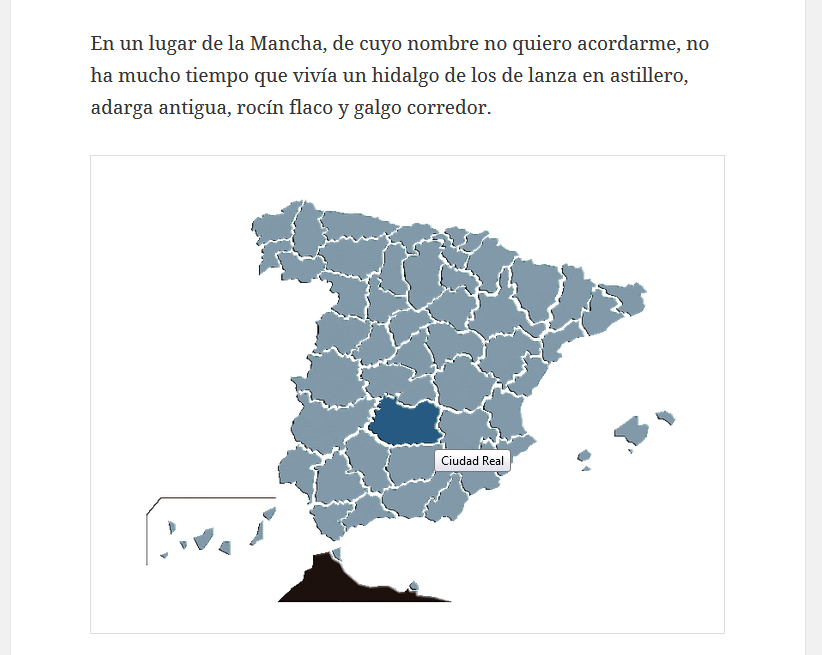 En un lugar de la Mancha, de cuyo nombre no quiero acordarme, no
ha mucho tiempo que vivía un hidalgo de los de lanza en astillero,
adarga antigua, rocín flaco y galgo corredor.
Ciudad Real